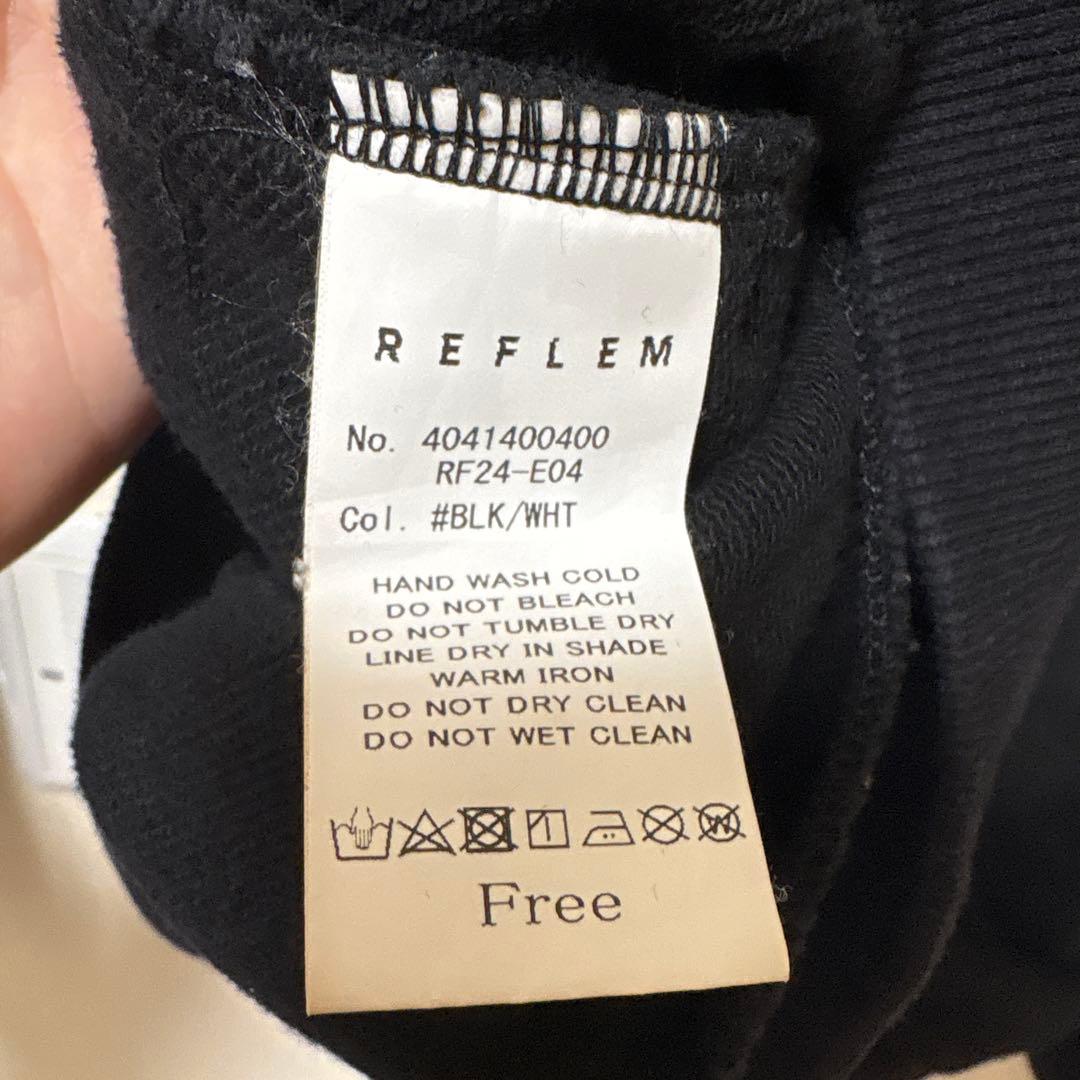 REFLEM
No. 4041400400
RF24-E04
Col. #BLK/WHT
HAND WASH COLD
DO NOT BLEACH
DO NOT TUMBLE DRY
LINE DRY IN SHADE
WARM IRON
DO NOT DRY CLEAN
DO NOT WET CLEAN
W
Free